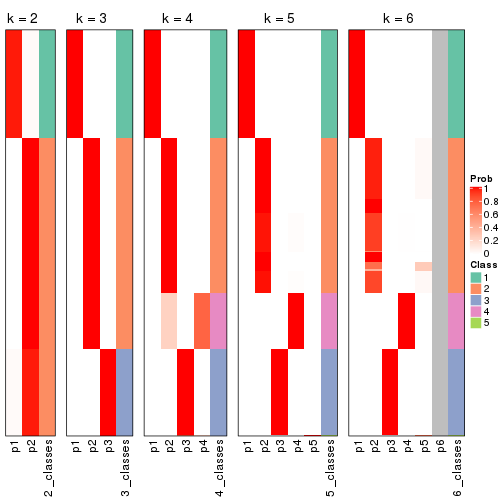 k = 2
k = 3
k = 4
k = 5
k = 6
p1
p2
2_classes
p1
p2
p3
3_classes
p1
p2
p3
p4
4_classes
p1
p2
p3
p4
p5
5_classes
p1
p2
p3
p4
p5
p6
6_classes
Prob
1
0.8
0.6
0.4
0.2
0
Class
1
2
3
4
5